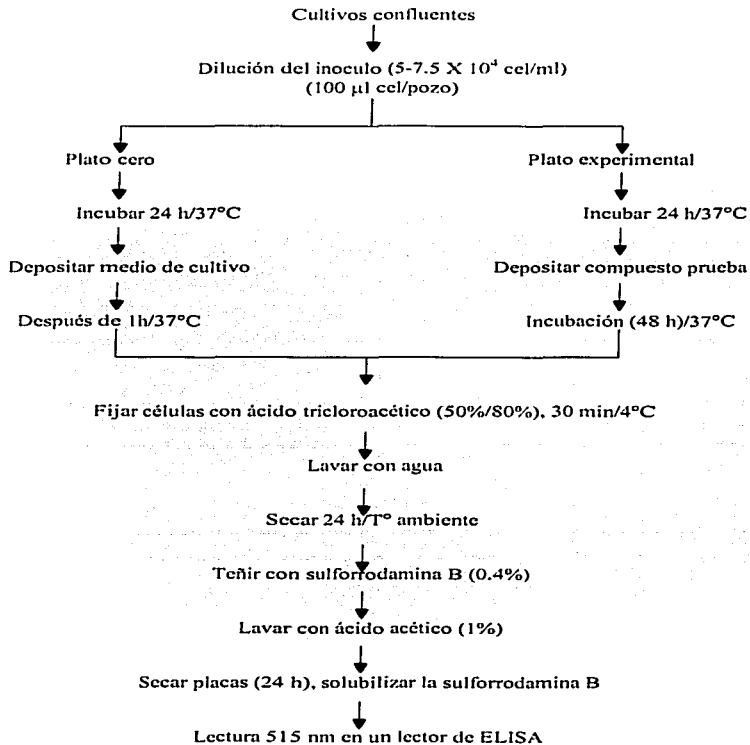 Cultivos confluentes
Dilución del inoculo (5-7.5 X 10⁴ cel/ml)
(100 µl cel/pozo)
Plato cero
Plato experimental
Incubar 24 h/37°C
Incubar 24 h/37°C
Depositar medio de cultivo
Depositar compuesto prueba
Después de 1h/37°C
Incubación (48 h)/37°C
Fijar células con ácido tricloroacético (50%/80%), 30 min/4°C
Lavar con agua
Secar 24 h/T° ambiente
Teñir con sulforrodamina B (0.4%)
Lavar con ácido acético (1%)
Secar placas (24 h), solubilizar la sulforrodamina B
Lectura 515 nm en un lector de ELISA